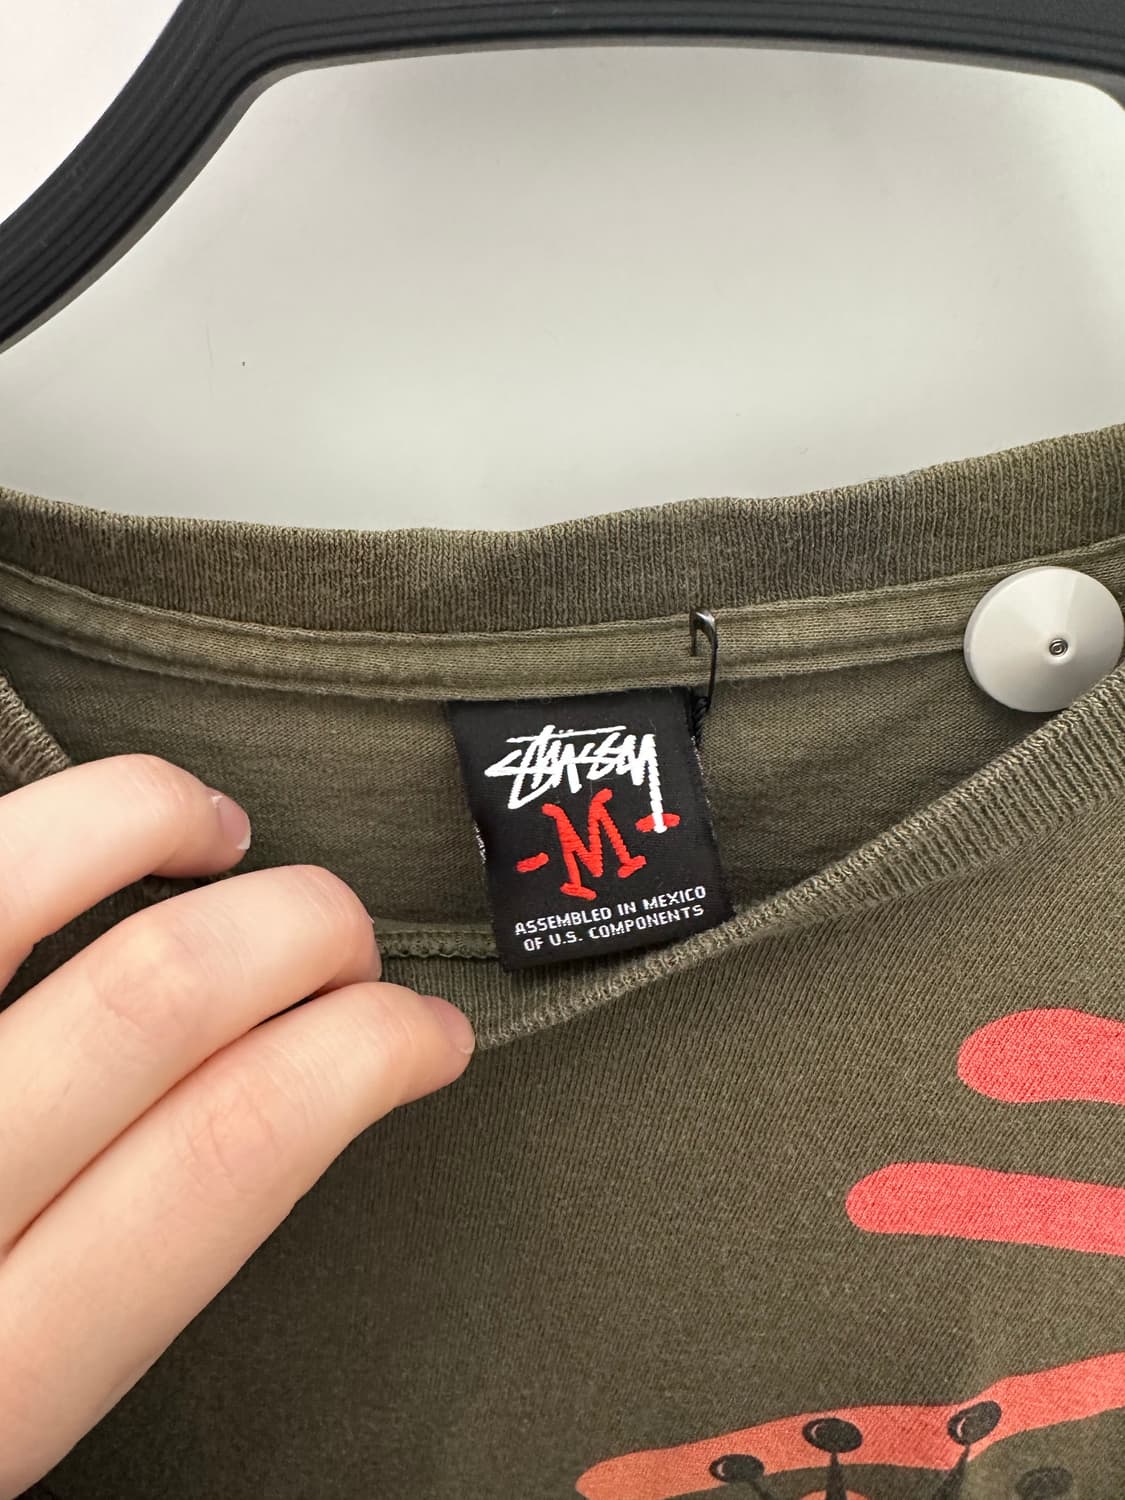 Stüssy
-M-
ASSEMBLED IN MEXICO
OF U.S. COMPONENTS